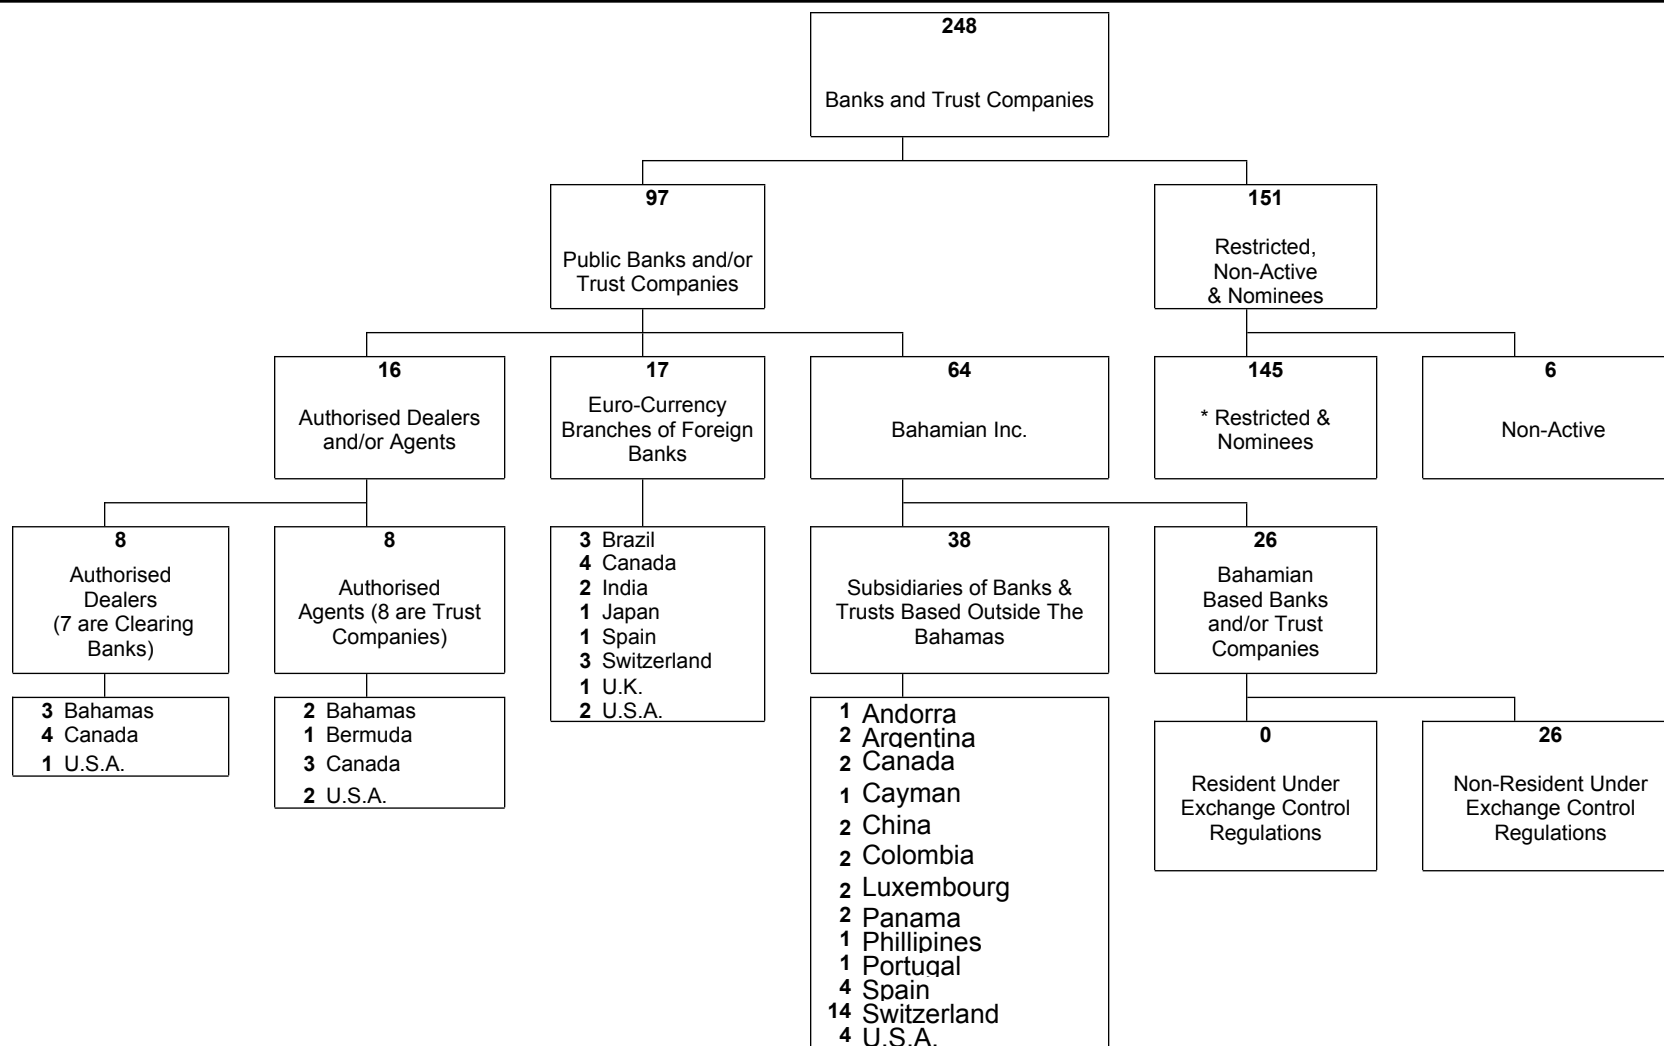 248
Banks and Trust Companies
97
Public Banks and/or
Trust Companies
151
Restricted,
Non-Active
& Nominees
16
Authorised Dealers
and/or Agents
17
Euro-Currency
Branches of Foreign
Banks
64
Bahamian Inc.
145
* Restricted &
Nominees
6
Non-Active
8
Authorised
Dealers
(7 are Clearing
Banks)
8
Authorised
Agents (8 are Trust
Companies)
3 Brazil
4 Canada
2 India
1 Japan
1 Spain
3 Switzerland
1 U.K.
2 U.S.A.
38
Subsidiaries of Banks &
Trusts Based Outside The
Bahamas
26
Bahamian
Based Banks
and/or Trust
Companies
3 Bahamas
4 Canada
1 U.S.A.
2 Bahamas
1 Bermuda
3 Canada
2 U.S.A.
1 Andorra
2 Argentina
2 Canada
1 Cayman
2 China
2 Colombia
2 Luxembourg
2 Panama
1 Phillipines
1 Portugal
4 Spain
14 Switzerland
4 U.S.A.
0
Resident Under
Exchange Control
Regulations
26
Non-Resident Under
Exchange Control
Regulations